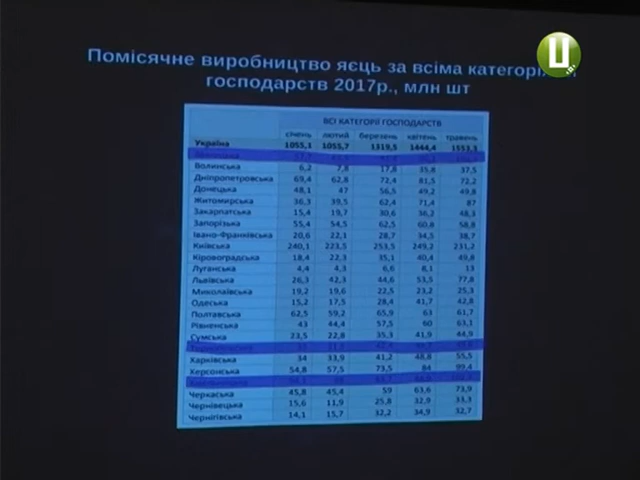 Помісячне виробництво яєць за всіма
господарств 2017р., млн шт
ВСІ КАТЕГОРІЇ ГОСПОДАРСТВ
січень лютий березень квітень травень
Україна 1055,1 1055,7 1319,5 1444,4 1553,3
Волинська 6,2 7,8 17,8 35,8 37,5
Дніпропетровська 69,4 62,8 72,4 81,5 72,2
Донецька 48,1 47 56,5 49,2 49,8
Житомирська 36,3 39,5 62,4 71,4 87
Закарпатська 15,4 19,7 30,6 36,2 48,3
Запорізька 55,4 54,5 62,5 60,8 58,8
Івано-Франківська 20,6 22,1 28,7 34,5 38,7
Київська 240,1 223,5 253,5 249,2 231,2
Кіровоградська 18,4 22,3 35,1 40,4 49,8
Луганська 4,4 4,3 6,6 8,1 13
Львівська 26,3 42,3 44,6 53,5 77,8
Миколаївська 19,2 19,6 22,5 23,2 25,3
Одеська 15,2 17,5 28,4 41,7 42,8
Полтавська 62,5 59,2 65,9 63 61,7
Рівненська 43 44,4 57,5 60 63,1
Сумська 23,5 22,8 35,3 41,9 44,9
Харківська 34 33,9 41,2 48,8 55,5
Херсонська 54,8 57,5 73,5 84 99,4
Черкаська 45,8 45,4 59 63,6 73,9
Чернівецька 15,6 11,9 25,8 32,9 33,3
Чернігівська 14,1 15,7 32,2 34,9 32,7